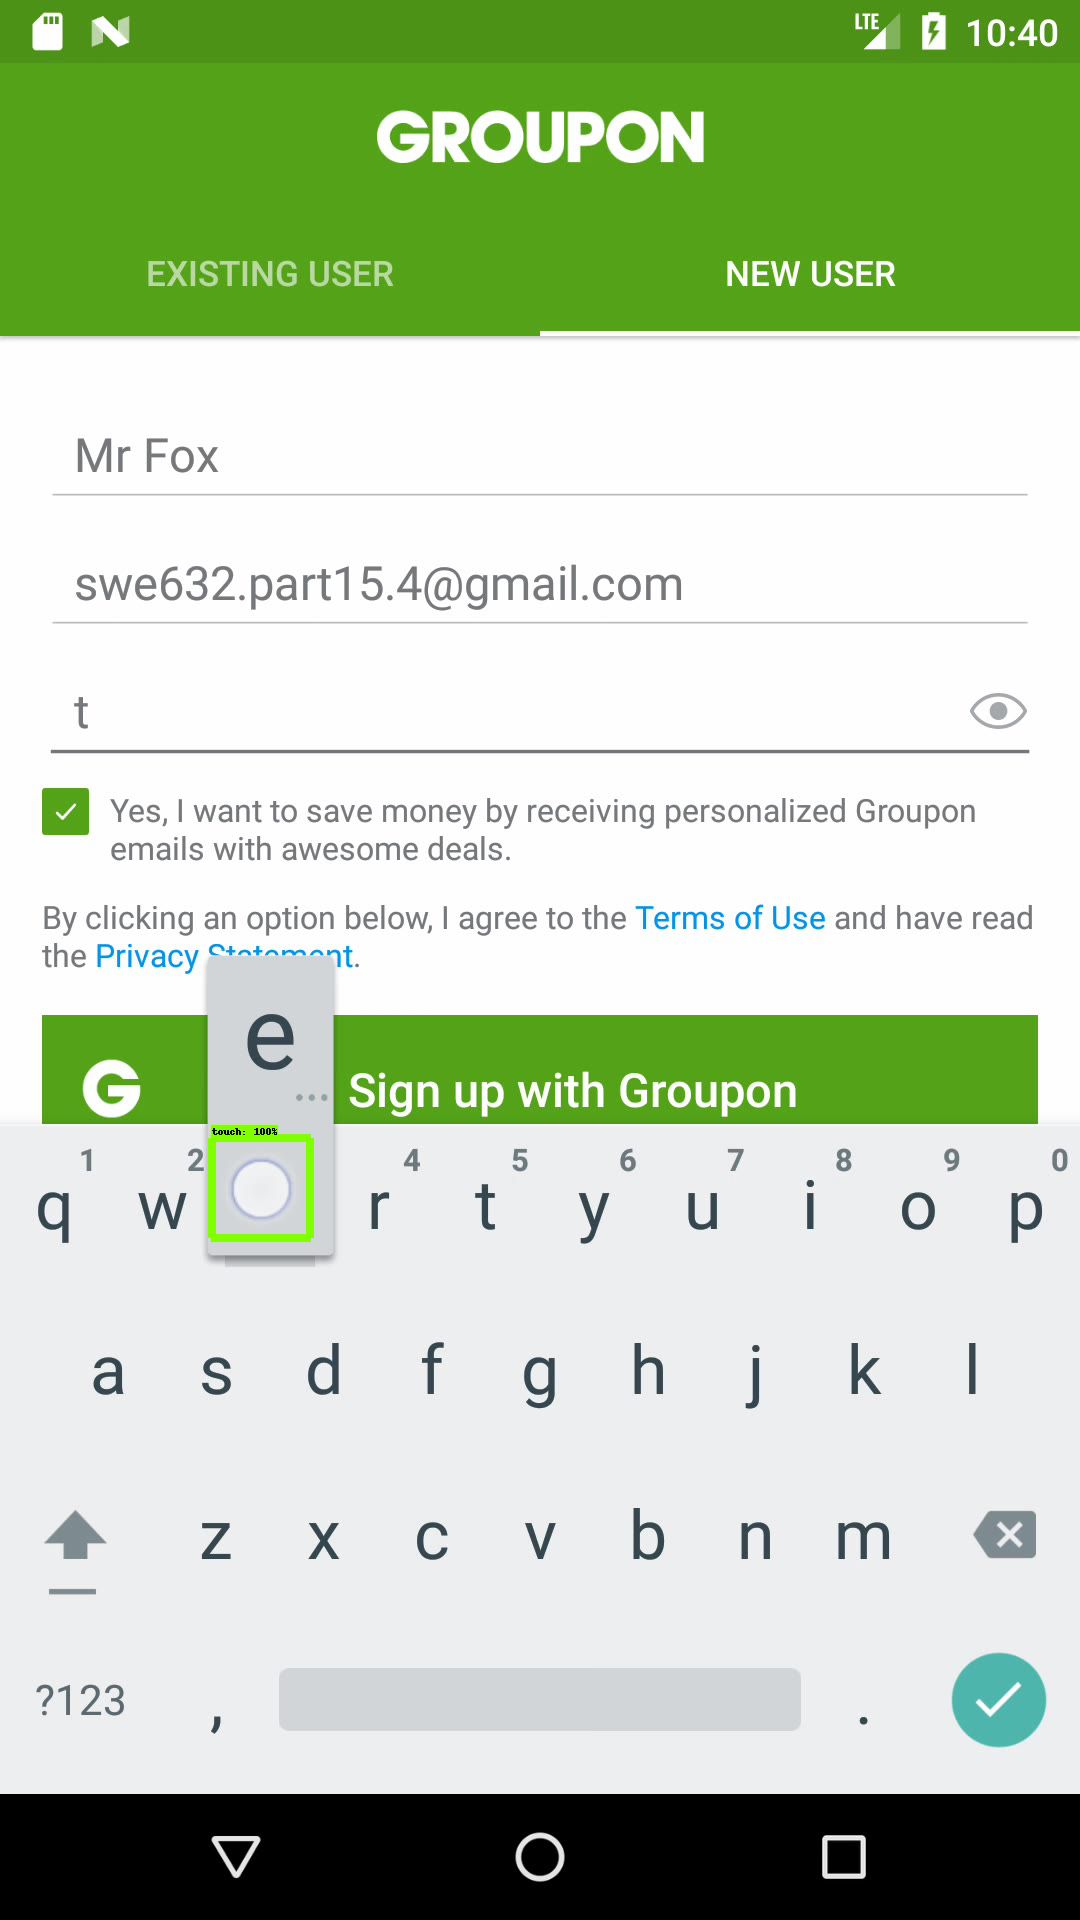 LTE 10:40
GROUPON
EXISTING USER NEW USER
Mr Fox
swe632.part15.4@gmail.com
t
Yes, I want to save money by receiving personalized Groupon
emails with awesome deals.
By clicking an option below, I agree to the Terms of Use and have read
the Privacy Statement.
e
...
G Sign up with Groupon
touch: 100%
1 2 4 5 6 7 8 9 0
q w r t y u i o p
a s d f g h j k l
z x c v b n m
?123 , .